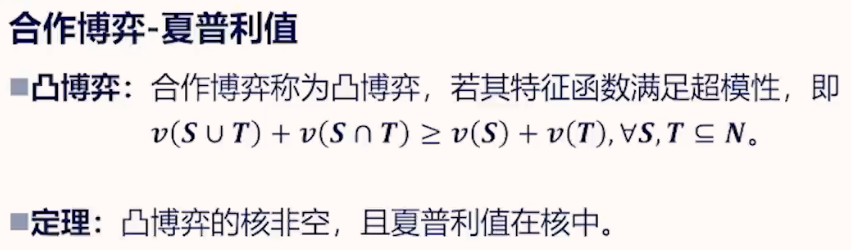 合作博弈-夏普利值
■凸博弈：合作博弈称为凸博弈，若其特征函数满足超模性，即
v(S ∪ T) + v(S ∩ T) ≥ v(S) + v(T), ∀S, T ⊆ N。
■定理：凸博弈的核非空，且夏普利值在核中。